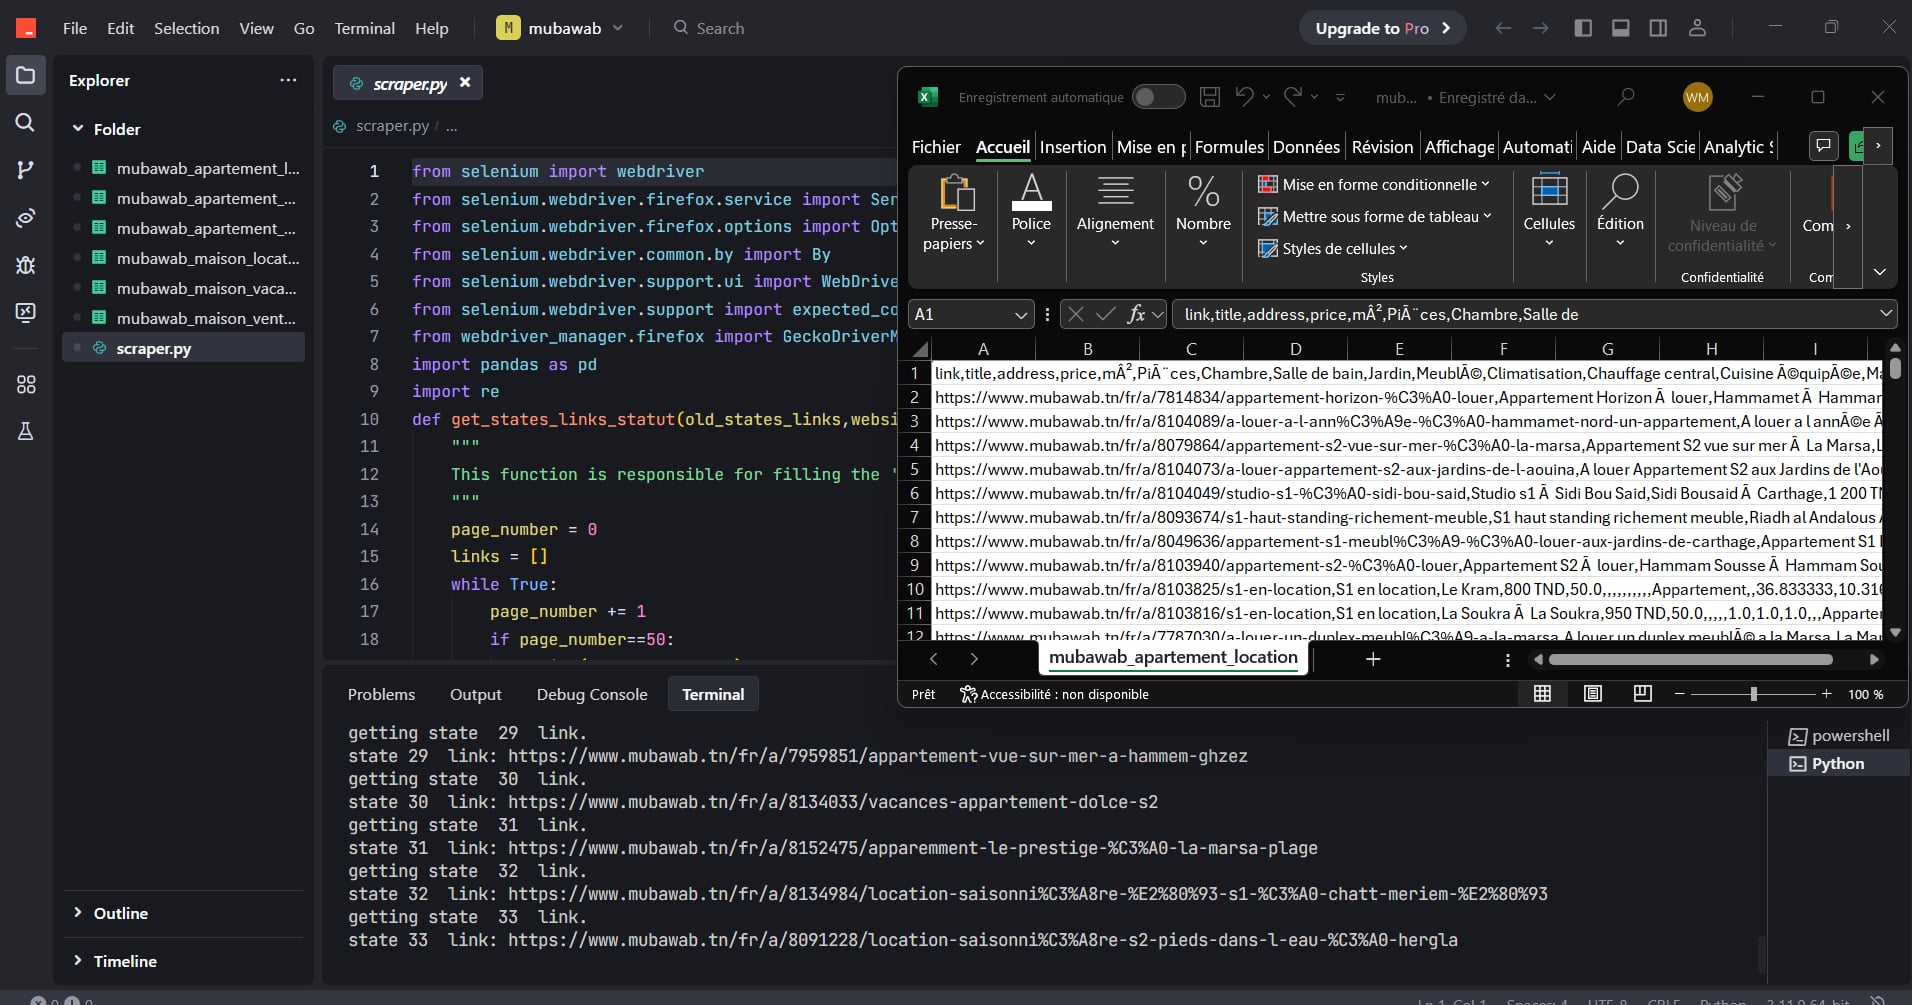 File Edit Selection View Go Terminal Help
M mubawab
Search
Upgrade to Pro
Explorer
Folder
mubawab_apartement_l...
mubawab_apartement_...
mubawab_apartement_...
mubawab_maison_locat...
mubawab_maison_vaca...
mubawab_maison_vent...
scraper.py
Outline
Timeline
scraper.py
scraper.py / ...
1 from selenium import webdriver
2 from selenium.webdriver.firefox.service import Ser
3 from selenium.webdriver.firefox.options import Opt
4 from selenium.webdriver.common.by import By
5 from selenium.webdriver.support.ui import WebDrive
6 from selenium.webdriver.support import expected_co
7 from webdriver_manager.firefox import GeckoDriverM
8 import pandas as pd
9 import re
10 def get_states_links_statut(old_states_links,websi
11 """
12 This function is responsible for filling the '
13 """
14 page_number = 0
15 links = []
16 while True:
17 page_number += 1
18 if page_number==50:
Enregistrement automatique
mub... • Enregistré da...
WM
Fichier Accueil Insertion Mise en p Formules Données Révision Affichage Automati Aide Data Scie Analytic S
Presse-papiers
Police
Alignement
Nombre
Mise en forme conditionnelle
Mettre sous forme de tableau
Styles de cellules
Styles
Cellules
Édition
Niveau de confidentialité
Confidentialité
Com
Com
A1
fx
link,title,address,price,mÂ²,PiÃ¨ces,Chambre,Salle de
A B C D E F G H I
1 link,title,address,price,mÂ²,PiÃ¨ces,Chambre,Salle de bain,Jardin,MeublÃ©,Climatisation,Chauffage central,Cuisine Ã©quipÃ©e,Ma
2 https://www.mubawab.tn/fr/a/7814834/appartement-horizon-%C3%A0-louer,Appartement Horizon Ã louer,Hammamet Ã Hammar
3 https://www.mubawab.tn/fr/a/8104089/a-louer-a-l-ann%C3%A9e-%C3%A0-hammamet-nord-un-appartement,A louer a l annÃ©e Ã
4 https://www.mubawab.tn/fr/a/8079864/appartement-s2-vue-sur-mer-%C3%A0-la-marsa,Appartement S2 vue sur mer Ã La Marsa,L
5 https://www.mubawab.tn/fr/a/8104073/a-louer-appartement-s2-aux-jardins-de-l-aouina,A louer Appartement S2 aux Jardins de l'Aou
6 https://www.mubawab.tn/fr/a/8104049/studio-s1-%C3%A0-sidi-bou-said,Studio s1 Ã Sidi Bou Said,Sidi Bousaid Ã Carthage,1 200 TN
7 https://www.mubawab.tn/fr/a/8093674/s1-haut-standing-richement-meuble,S1 haut standing richement meuble,Riadh al Andalous
8 https://www.mubawab.tn/fr/a/8049636/appartement-s1-meubl%C3%A9-%C3%A0-louer-aux-jardins-de-carthage,Appartement S1
9 https://www.mubawab.tn/fr/a/8103940/appartement-s2-%C3%A0-louer,Appartement S2 Ã louer,Hammam Sousse Ã Hammam Sou
10 https://www.mubawab.tn/fr/a/8103825/s1-en-location,S1 en location,Le Kram,800 TND,50.0,,,,,,,,,,Appartement,,36.833333,10.316
11 https://www.mubawab.tn/fr/a/8103816/s1-en-location,S1 en location,La Soukra Ã La Soukra,950 TND,50.0,,,,,1.0,1.0,1.0,,,Apparte
12 https://www.mubawab.tn/fr/a/7787030/a-louer-un-duplex-meubl%C3%A9-a-la-marsa,A louer un duplex meublÃ© a la Marsa,La Mar
mubawab_apartement_location
Prêt
Accessibilité : non disponible
100 %
Problems Output Debug Console Terminal
getting state 29 link.
state 29 link: https://www.mubawab.tn/fr/a/7959851/appartement-vue-sur-mer-a-hammem-ghzez
getting state 30 link.
state 30 link: https://www.mubawab.tn/fr/a/8134033/vacances-appartement-dolce-s2
getting state 31 link.
state 31 link: https://www.mubawab.tn/fr/a/8152475/apparemment-le-prestige-%C3%A0-la-marsa-plage
getting state 32 link.
state 32 link: https://www.mubawab.tn/fr/a/8134984/location-saisonni%C3%A8re-%E2%80%93-s1-%C3%A0-chatt-meriem-%E2%80%93
getting state 33 link.
state 33 link: https://www.mubawab.tn/fr/a/8091228/location-saisonni%C3%A8re-s2-pieds-dans-l-eau-%C3%A0-hergla
powershell
Python